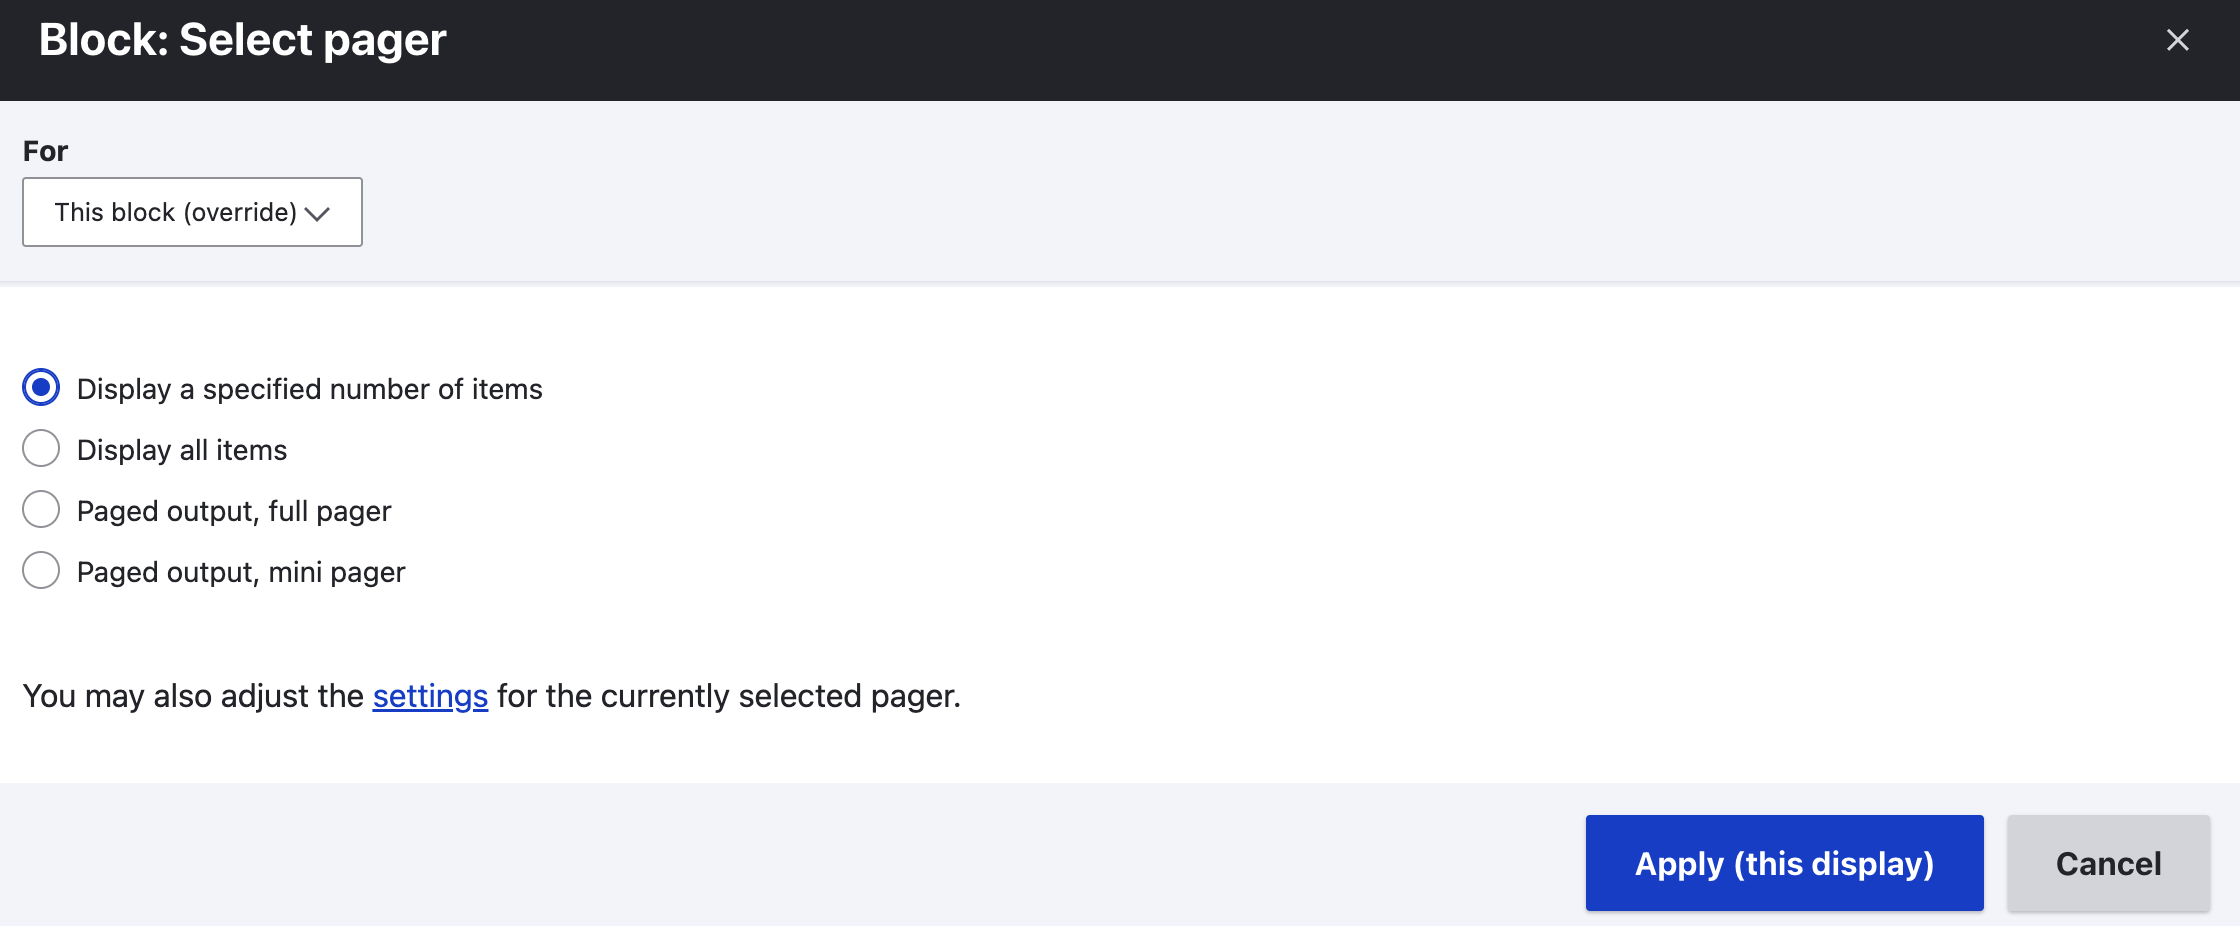 Block: Select pager
For
This block (override)
Display a specified number of items
Display all items
Paged output, full pager
Paged output, mini pager
You may also adjust the settings for the currently selected pager.
Apply (this display)
Cancel